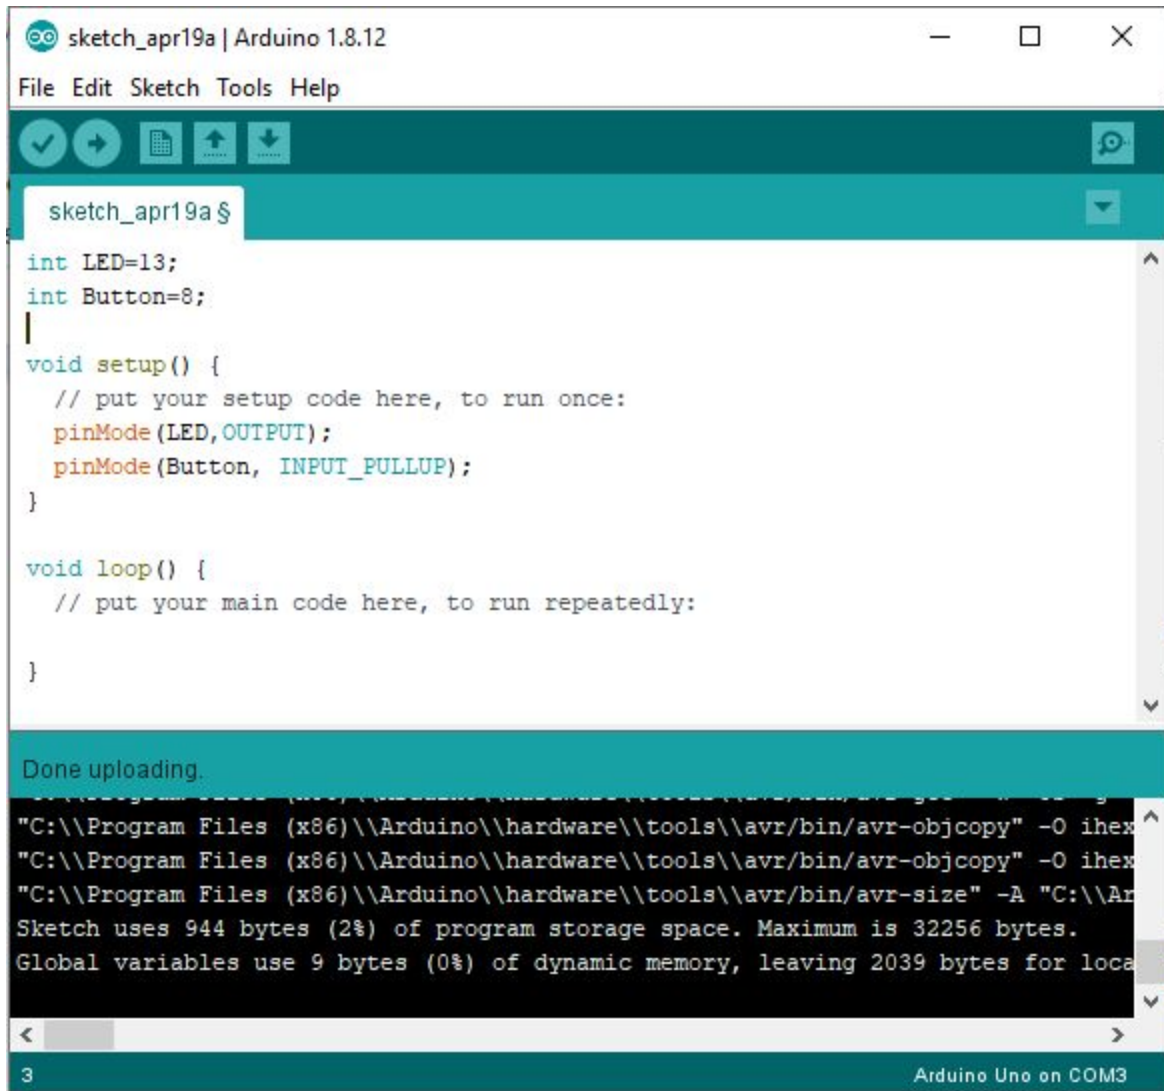 sketch_apr19a | Arduino 1.8.12
File Edit Sketch Tools Help
sketch_apr19a §
int LED=13;
int Button=8;
void setup() {
// put your setup code here, to run once:
pinMode(LED,OUTPUT);
pinMode(Button, INPUT_PULLUP);
}
void loop() {
// put your main code here, to run repeatedly:
}
Done uploading.
"C:\\Program Files (x86)\\Arduino\\hardware\\tools\\avr/bin/avr-objcopy" -O ihex
"C:\\Program Files (x86)\\Arduino\\hardware\\tools\\avr/bin/avr-objcopy" -O ihex
"C:\\Program Files (x86)\\Arduino\\hardware\\tools\\avr/bin/avr-size" -A "C:\\Ar
Sketch uses 944 bytes (2%) of program storage space. Maximum is 32256 bytes.
Global variables use 9 bytes (0%) of dynamic memory, leaving 2039 bytes for loca
3 Arduino Uno on COM3